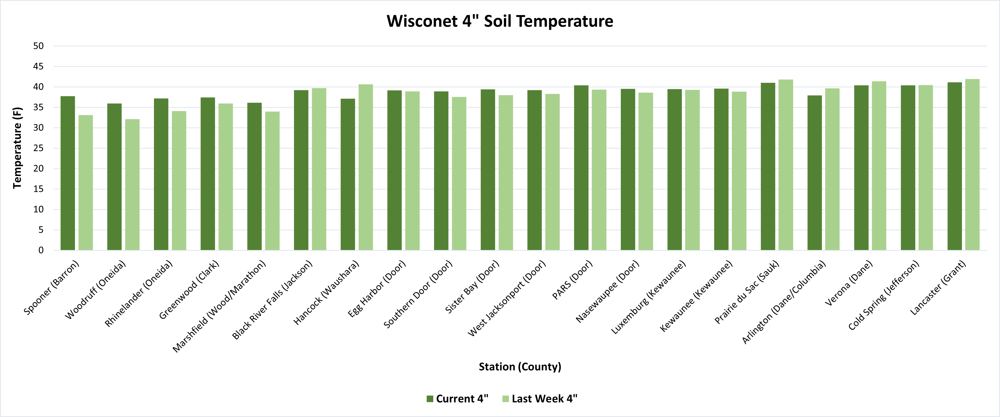 Wisconet 4" Soil Temperature
50
45
40
35
30
25
20
15
10
5
0
Temperature (F)
Spooner (Barron)
Woodruff (Oneida)
Rhinelander (Oneida)
Greenwood (Clark)
Marshfield (Wood/Marathon)
Black River Falls (Jackson)
Hancock (Waushara)
Egg Harbor (Door)
Southern Door (Door)
Sister Bay (Door)
West Jacksonport (Door)
PARS (Door)
Nasewaupee (Door)
Luxemburg (Kewaunee)
Kewaunee (Kewaunee)
Prairie du Sac (Sauk)
Arlington (Dane/Columbia)
Verona (Dane)
Cold Spring (Jefferson)
Lancaster (Grant)
Station (County)
Current 4" Last Week 4"